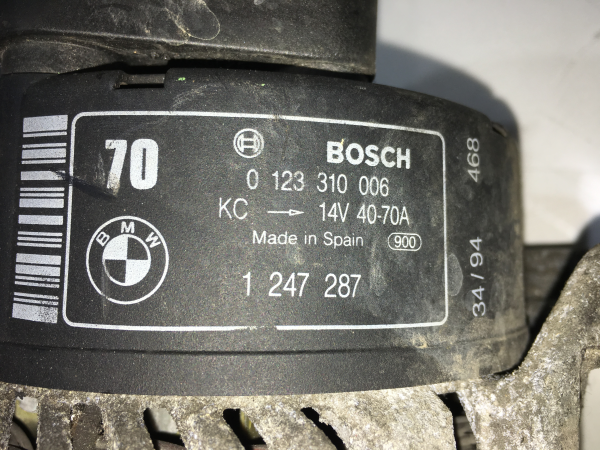 70
BOSCH
0 123 310 006
KC → 14V 40-70A
Made in Spain 900
BMW
1 247 287
34/94 468